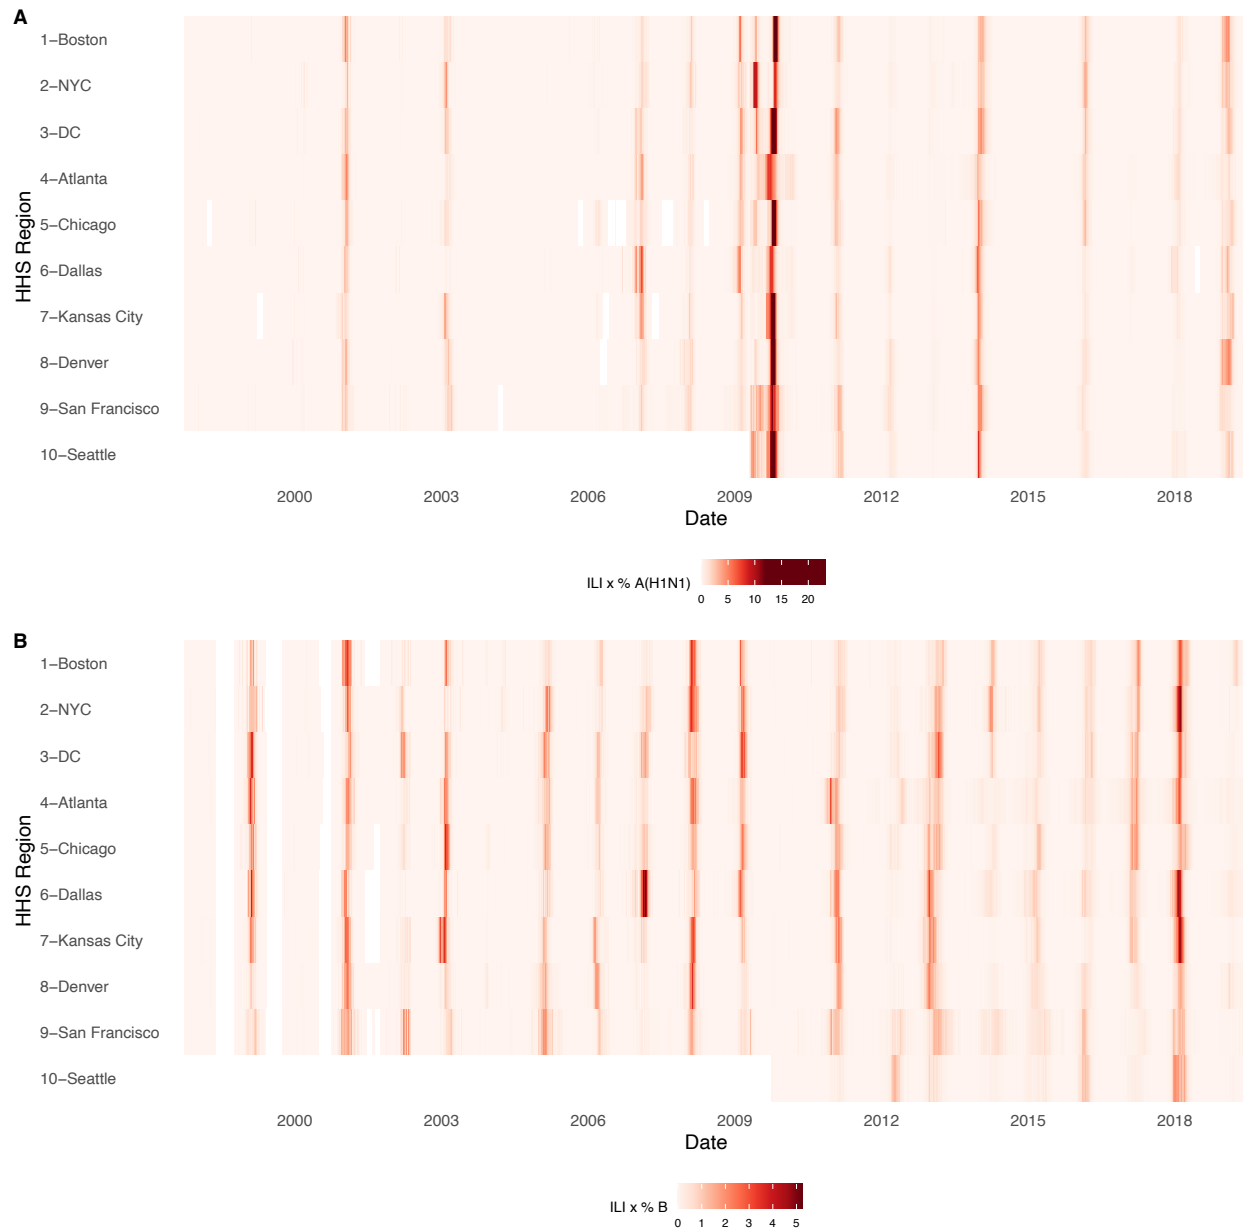 A
HHS Region
1−Boston
2−NYC
3−DC
4−Atlanta
5−Chicago
6−Dallas
7−Kansas City
8−Denver
9−San Francisco
10−Seattle
2000 2003 2006 2009 2012 2015 2018
Date
ILI x % A(H1N1)
0 5 10 15 20
B
HHS Region
1−Boston
2−NYC
3−DC
4−Atlanta
5−Chicago
6−Dallas
7−Kansas City
8−Denver
9−San Francisco
10−Seattle
2000 2003 2006 2009 2012 2015 2018
Date
ILI x % B
0 1 2 3 4 5